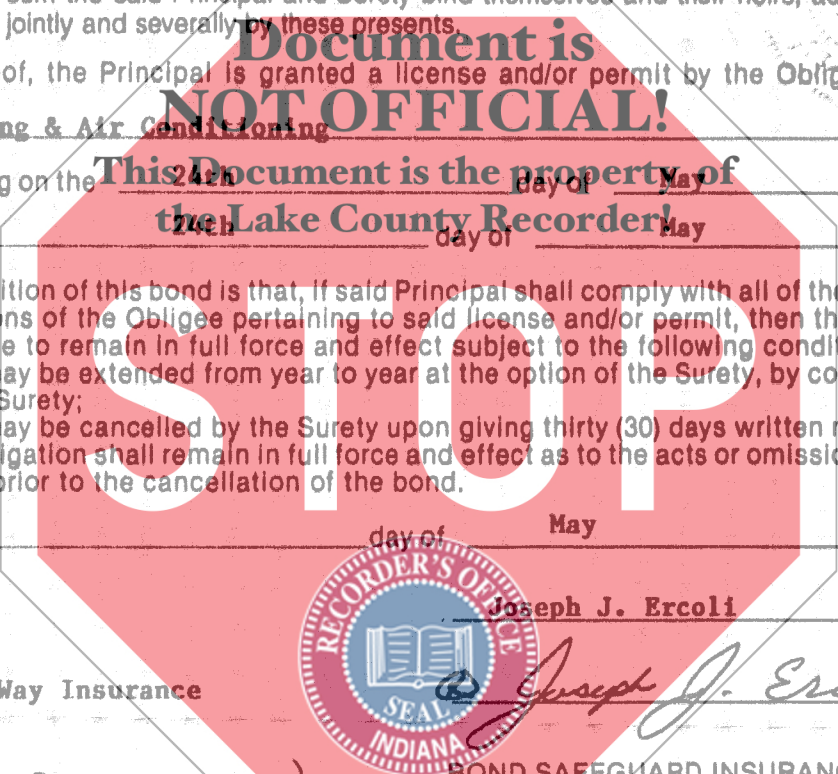 jointly and severally by these presents.
Document is
of, the Principal is granted a license and/or permit by the Oblig
NOT OFFICIAL!
ng & Air Conditioning
This Document is the property of
g on the 24th day of May
the Lake County Recorder!
24th day of May
ition of this bond is that, if said Principal shall comply with all of the
ns of the Obligee pertaining to said license and/or permit, then th
e to remain in full force and effect subject to the following condit
ay be extended from year to year at the option of the Surety, by co
Surety;
ay be cancelled by the Surety upon giving thirty (30) days written n
igation shall remain in full force and effect as to the acts or omissio
prior to the cancellation of the bond.
STOP
day of May
RECORDER'S OFFICE
SEAL
INDIANA
Joseph J. Ercoli
Way Insurance
Joseph J. Erc
BOND SAFEGUARD INSURANC